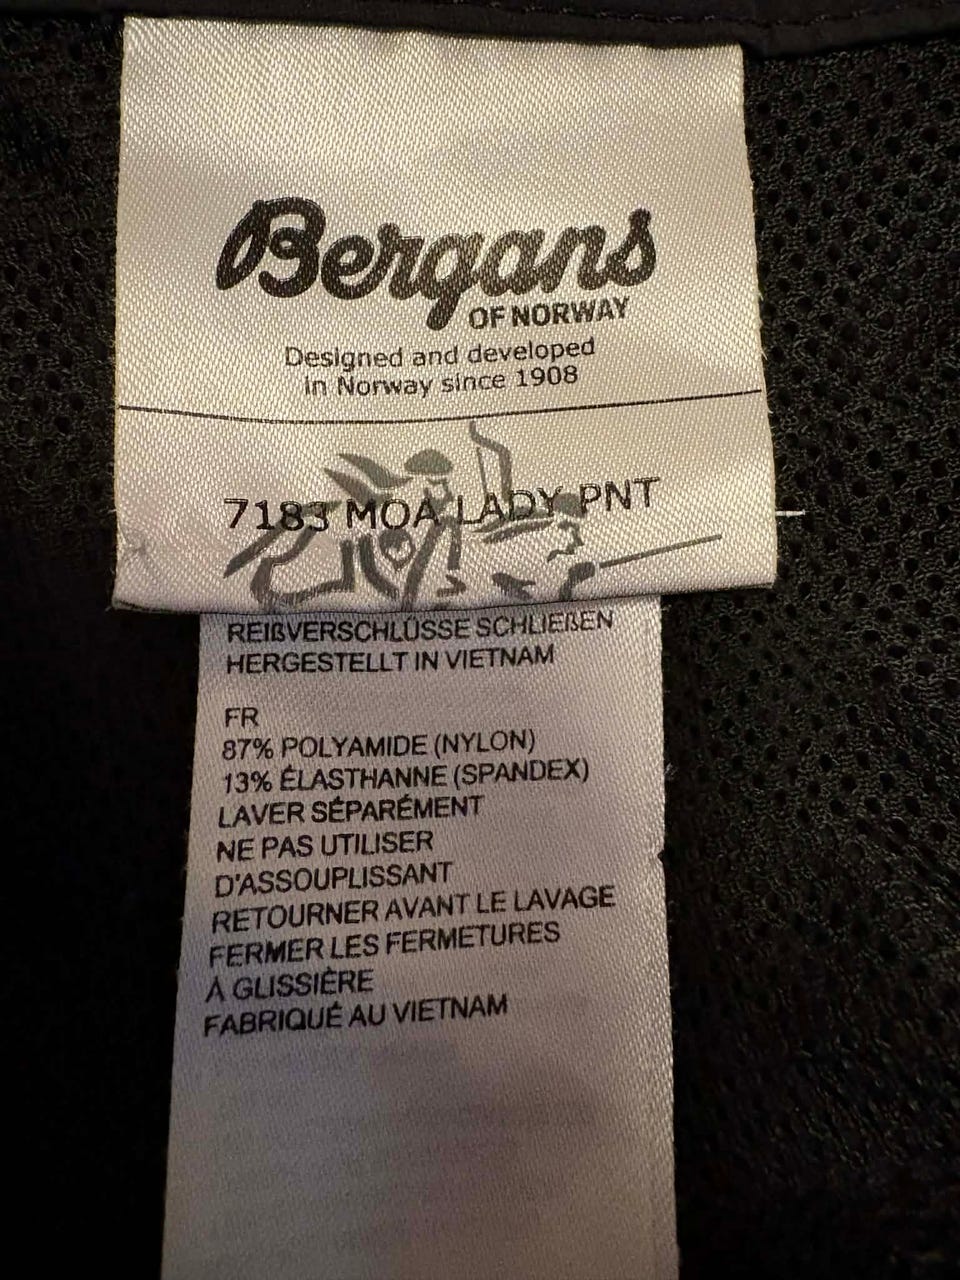 Bergans
OF NORWAY
Designed and developed
in Norway since 1908
7183 MOA LADY PNT
REIßVERSCHLÜSSE SCHLIEßEN
HERGESTELLT IN VIETNAM
FR
87% POLYAMIDE (NYLON)
13% ÉLASTHANNE (SPANDEX)
LAVER SÉPARÉMENT
NE PAS UTILISER
D'ASSOUPLISSANT
RETOURNER AVANT LE LAVAGE
FERMER LES FERMETURES
À GLISSIÈRE
FABRIQUÉ AU VIETNAM